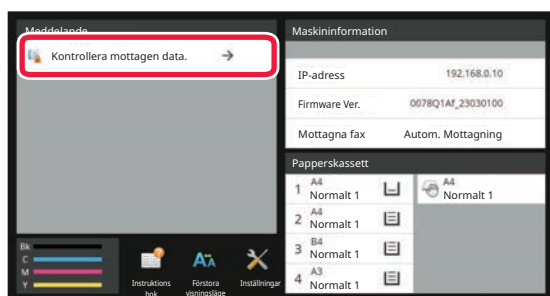 Meddelande
Kontrollera mottagen data.
Maskininformation
IP-adress 192.168.0.10
Firmware Ver. 0078Q1Af_23030100
Mottagna fax Autom. Mottagning
Papperskassett
1 A4
Normalt 1
A4
Normalt 1
2 A4
Normalt 1
3 B4
Normalt 1
4 A3
Normalt 1
Bk
C
M
Y
Instruktions
bok
Förstora
visningsläge
Inställningar